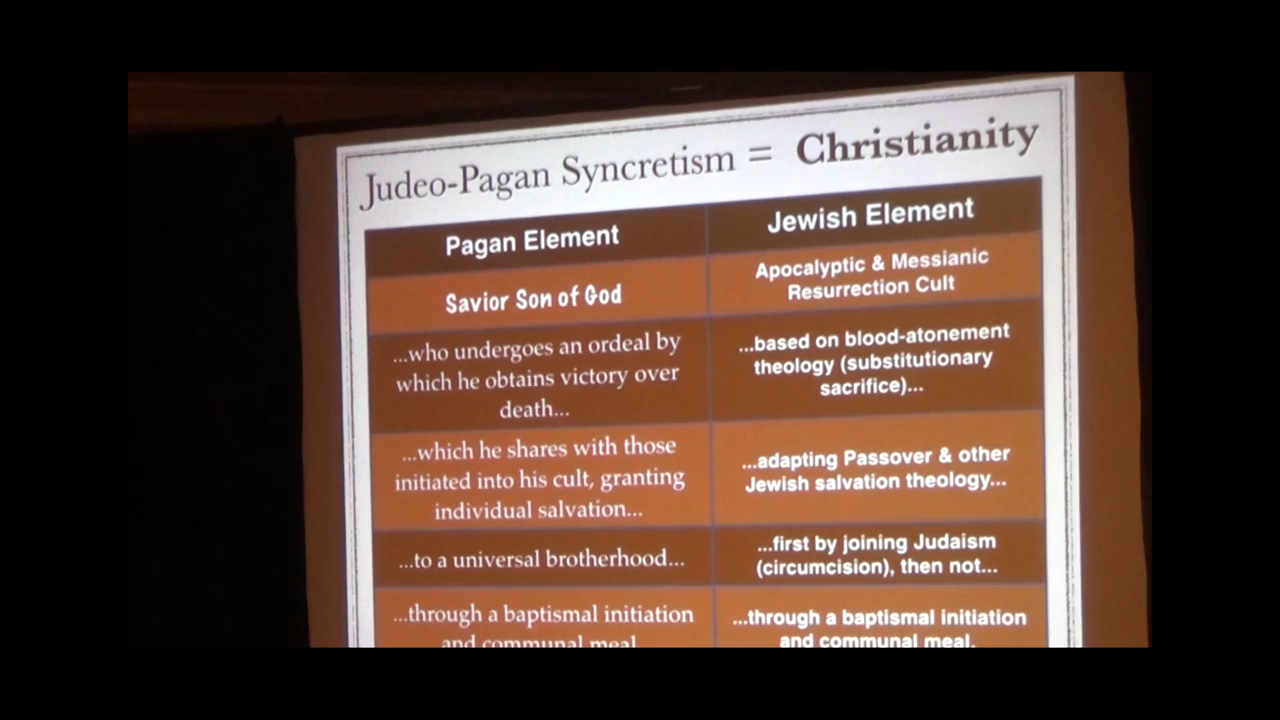 Judeo-Pagan Syncretism = Christianity
Pagan Element
Jewish Element
Savior Son of God
Apocalyptic & Messianic
Resurrection Cult
...who undergoes an ordeal by
which he obtains victory over
death...
...based on blood-atonement
theology (substitutionary
sacrifice)...
...which he shares with those
initiated into his cult, granting
individual salvation...
...adapting Passover & other
Jewish salvation theology...
...to a universal brotherhood...
...first by joining Judaism
(circumcision), then not...
...through a baptismal initiation
and communal meal
...through a baptismal initiation
and communal meal.